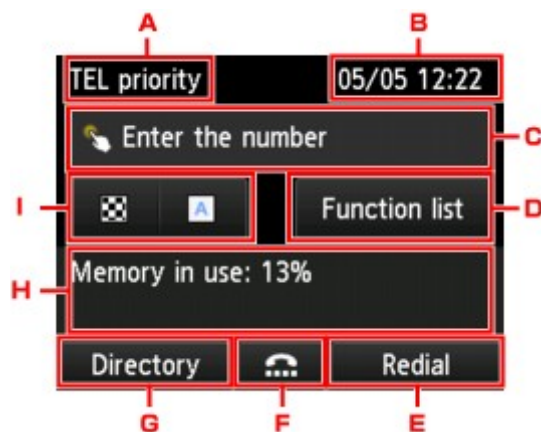 A B
TEL priority 05/05 12:22
Enter the number C
I A Function list D
H Memory in use: 13%
Directory Redial
G F E